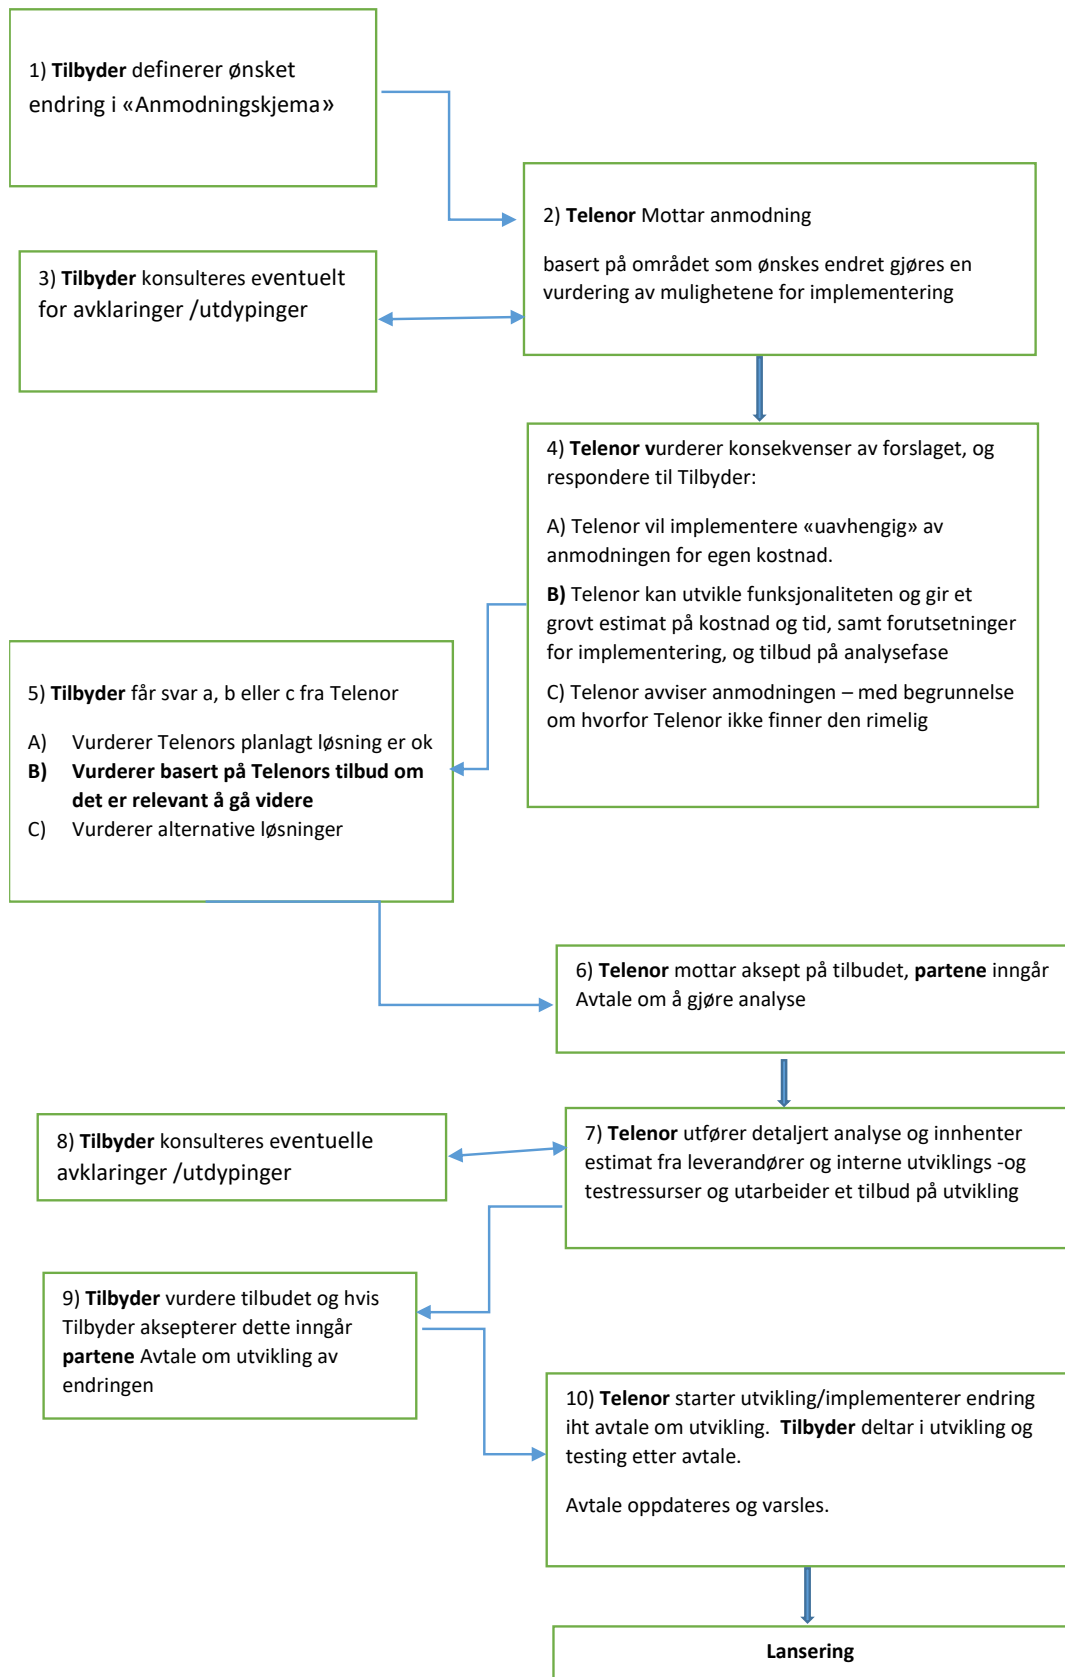 1) Tilbyder definerer ønsket
endring i «Anmodningskjema»
2) Telenor Mottar anmodning
basert på området som ønskes endret gjøres en
vurdering av mulighetene for implementering
3) Tilbyder konsulteres eventuelt
for avklaringer /utdypinger
4) Telenor vurderer konsekvenser av forslaget, og
respondere til Tilbyder:
A) Telenor vil implementere «uavhengig» av
anmodningen for egen kostnad.
B) Telenor kan utvikle funksjonaliteten og gir et
grovt estimat på kostnad og tid, samt forutsetninger
for implementering, og tilbud på analysefase
C) Telenor avviser anmodningen – med begrunnelse
om hvorfor Telenor ikke finner den rimelig
5) Tilbyder får svar a, b eller c fra Telenor
A) Vurderer Telenors planlagt løsning er ok
B) Vurderer basert på Telenors tilbud om
det er relevant å gå videre
C) Vurderer alternative løsninger
6) Telenor mottar aksept på tilbudet, partene inngår
Avtale om å gjøre analyse
7) Telenor utfører detaljert analyse og innhenter
estimat fra leverandører og interne utviklings -og
testressurser og utarbeider et tilbud på utvikling
8) Tilbyder konsulteres eventuelle
avklaringer /utdypinger
9) Tilbyder vurdere tilbudet og hvis
Tilbyder aksepterer dette inngår
partene Avtale om utvikling av
endringen
10) Telenor starter utvikling/implementerer endring
iht avtale om utvikling. Tilbyder deltar i utvikling og
testing etter avtale.
Avtale oppdateres og varsles.
Lansering